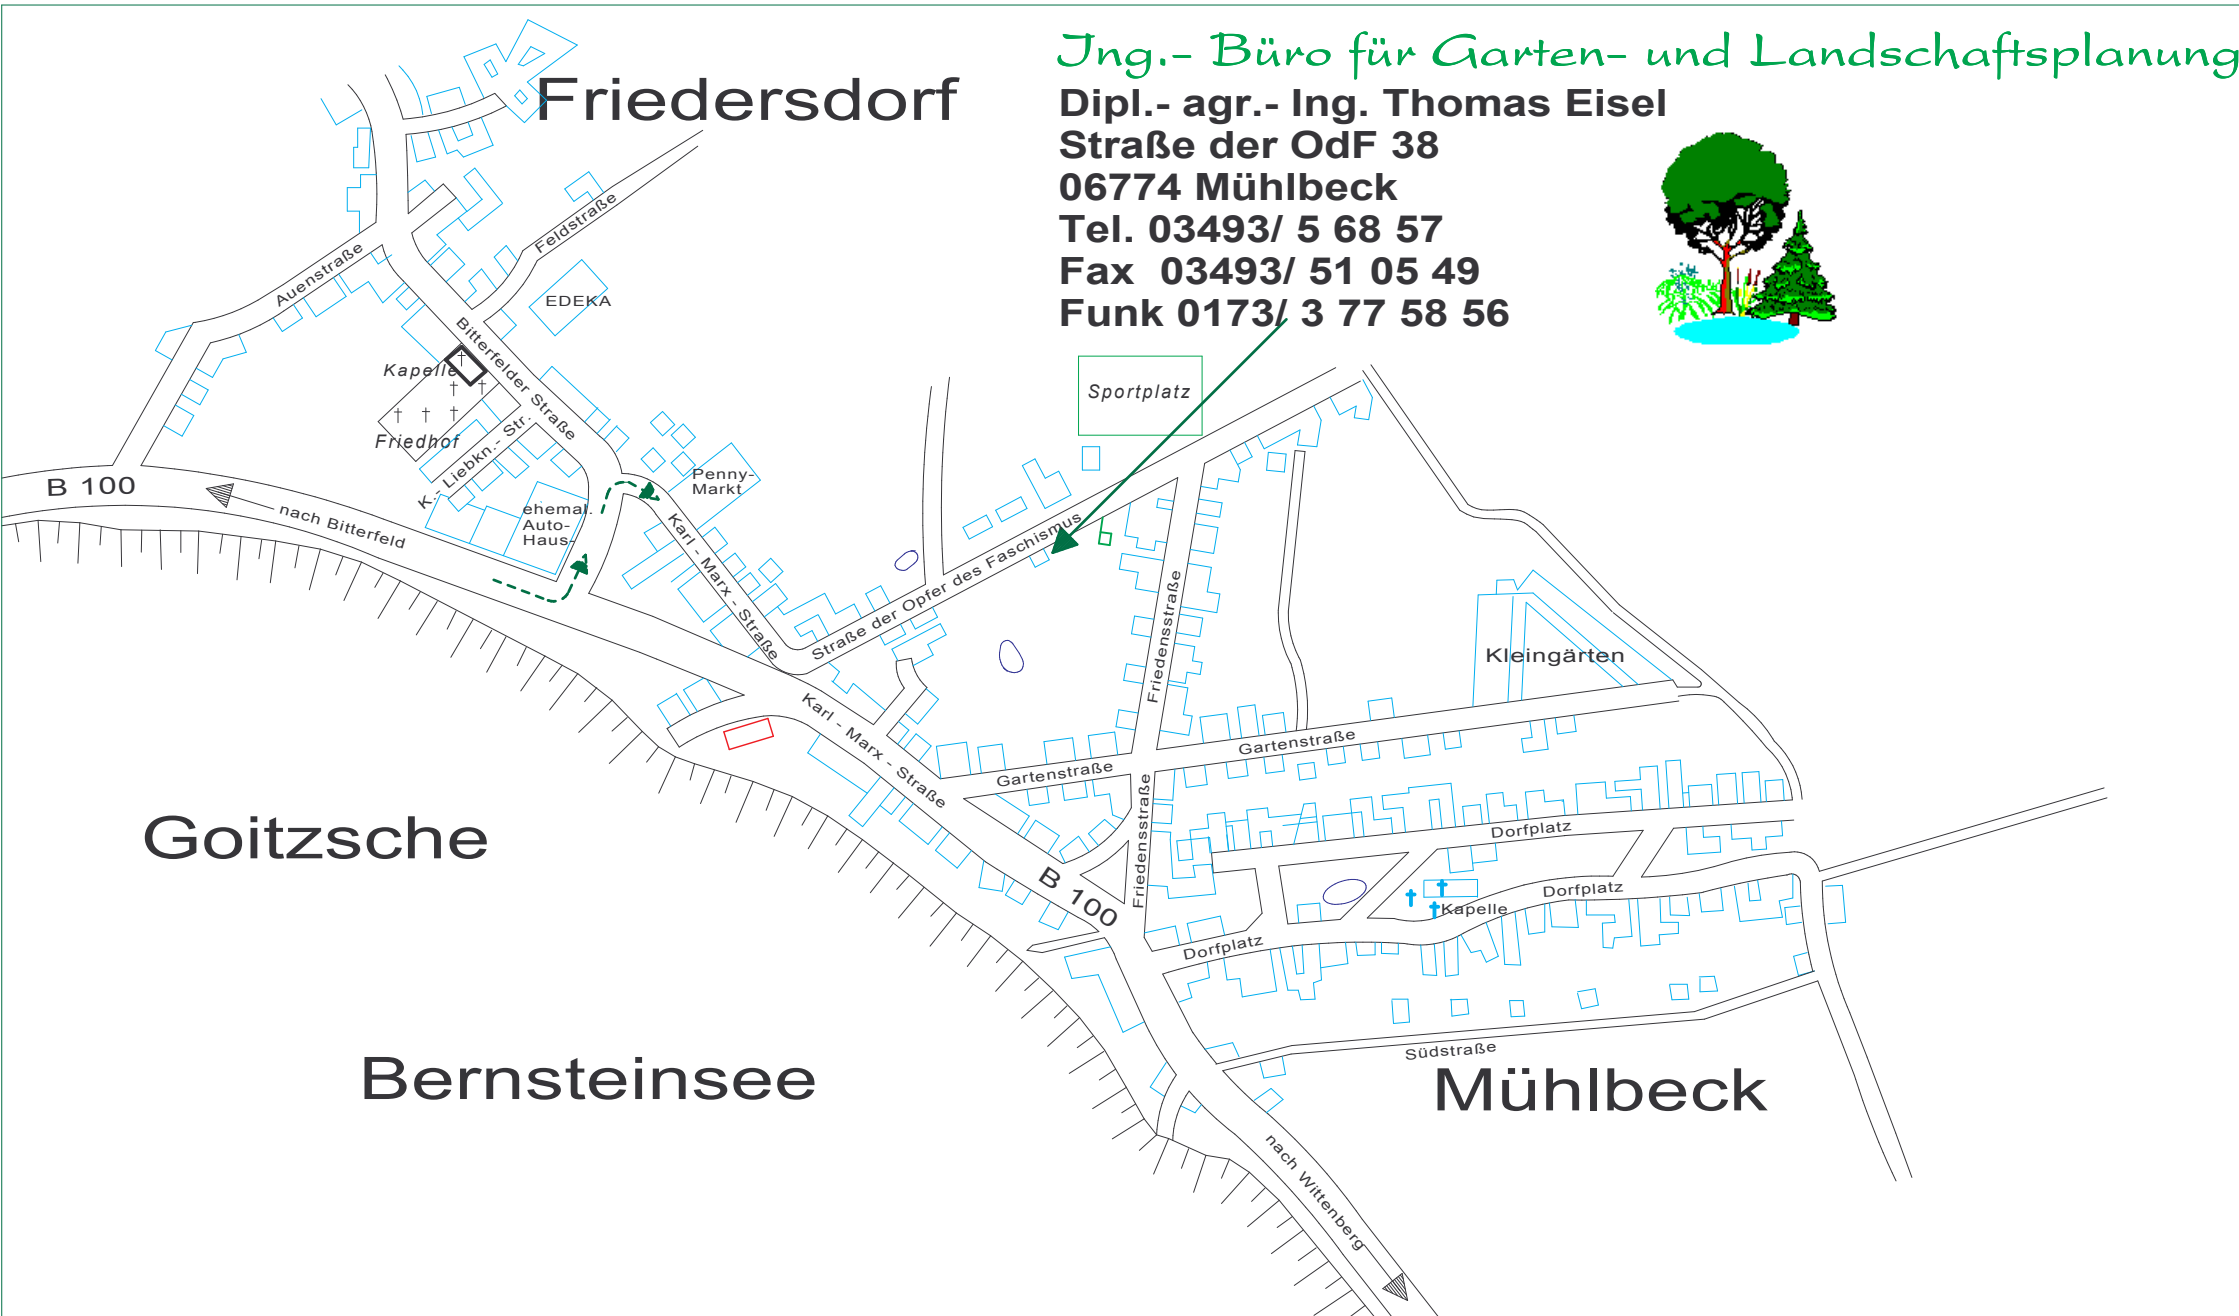 Jng.- Büro für Garten- und Landschaftsplanung
Dipl.- agr.- Ing. Thomas Eisel
Straße der OdF 38
06774 Mühlbeck
Tel. 03493/ 5 68 57
Fax  03493/ 51 05 49
Funk 0173/ 3 77 58 56
Friedersdorf
Feldstraße
Auenstraße
EDEKA
Bitterfelder Straße
Kapelle
Friedhof
K.- Liebkn.- Str.
Sportplatz
B 100
nach Bitterfeld
ehemal.
Auto-
Haus
Penny-
Markt
Karl - Marx - Straße
Straße der Opfer des Faschismus
Friedensstraße
Kleingärten
Karl - Marx - Straße
Gartenstraße
Gartenstraße
Friedensstraße
Goitzsche
Dorfplatz
B 100
Dorfplatz
Kapelle
Dorfplatz
Bernsteinsee
Südstraße
Mühlbeck
nach Wittenberg